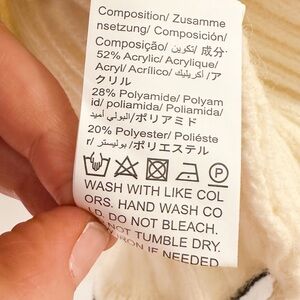 Composition/ Zusamme
nsetzung/ Composición/
Composição/ تكوين/ 成分·
52% Acrylic/ Acrylique/
Acryl/ Acrílico/ أكريليك/ア
クリル
28% Polyamide/ Polyam
id/ poliamida/ Poliamida/
البولي أميد/ポリアミド
20% Polyester/ Poliéste
r/ بوليستر/ ポリエステル
WASH WITH LIKE COL
ORS. HAND WASH CO
LD. DO NOT BLEACH.
NOT TUMBLE DRY.
IRON IF NEEDED